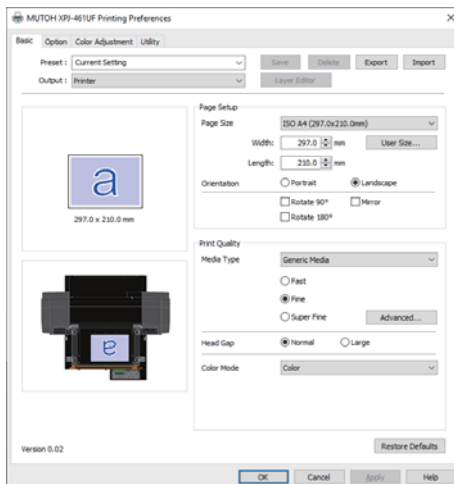 MUTOH XPJ-461UF Printing Preferences
Basic Option Color Adjustment Utility
Preset : Current Setting Save Delete Export Import
Output : Printer Layer Editor
Page Setup
Page Size ISO A4 (297.0x210.0mm)
Width: 297.0 mm User Size...
Length: 210.0 mm
Orientation Portrait Landscape
Rotate 90° Mirror
Rotate 180°
a
297.0 x 210.0 mm
Print Quality
Media Type Generic Media
Fast
Fine
Super Fine Advanced...
Head Gap Normal Large
Color Mode Color
a
Version 0.02 Restore Defaults
OK Cancel Apply Help